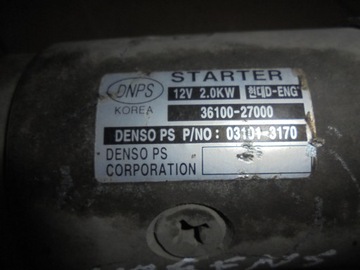 STARTER
DNPS
12V 2.0KW 현대D-ENG
KOREA
36100-27000
DENSO PS P/NO: 03101-3170
DENSO PS
CORPORATION